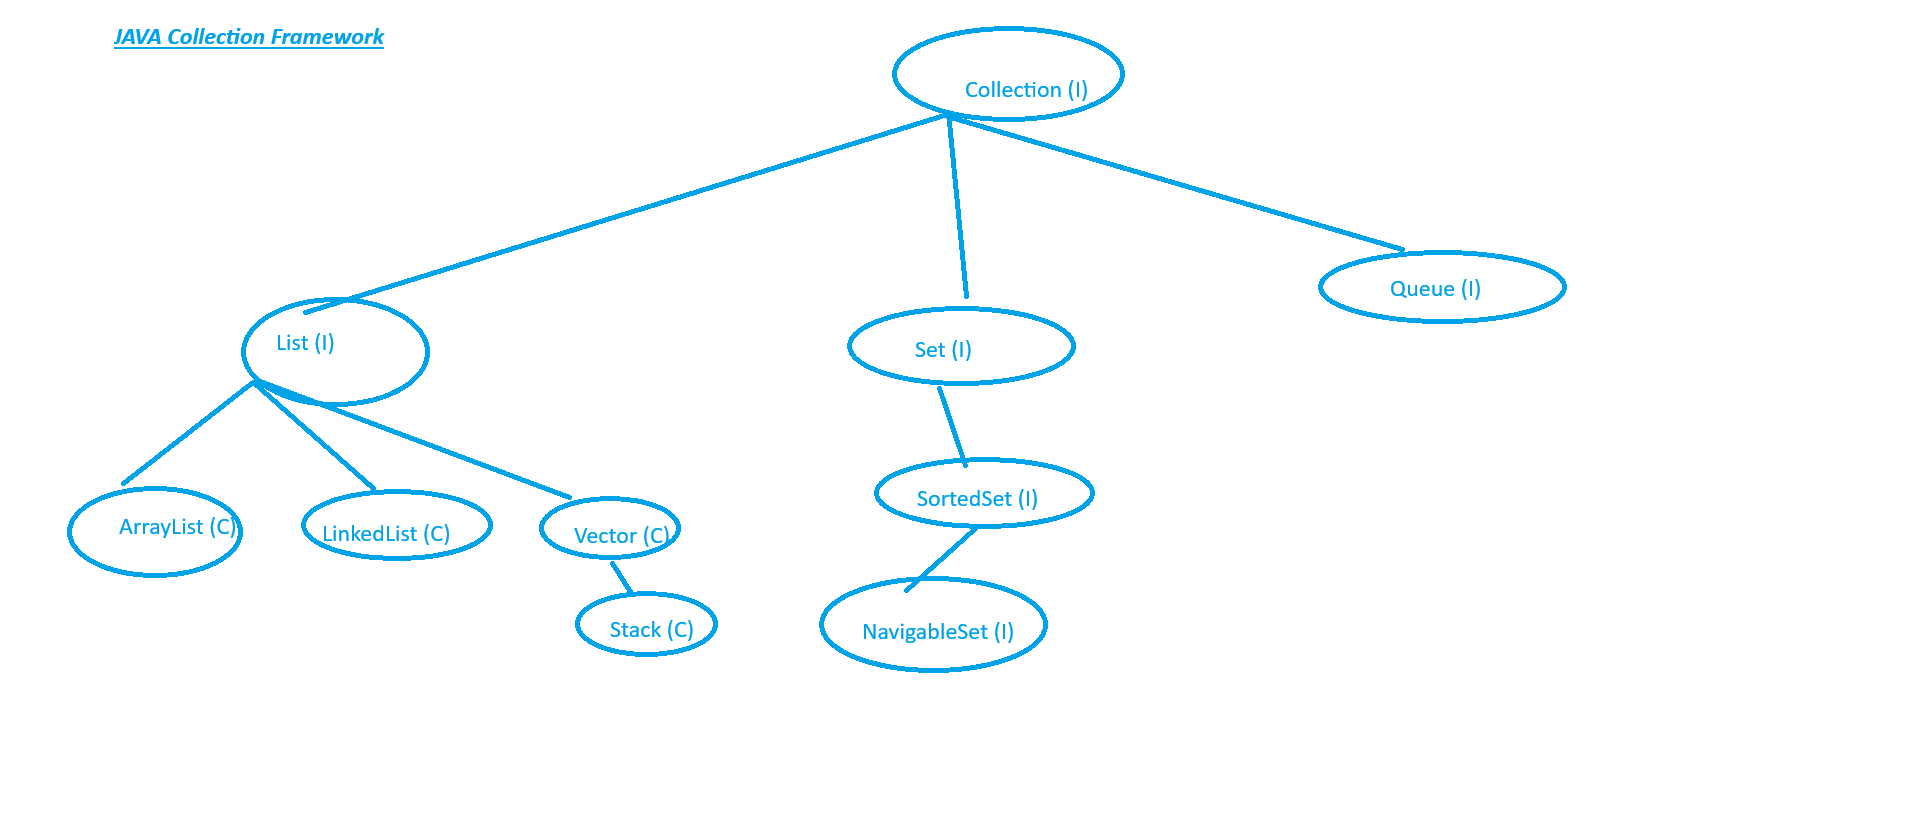 JAVA Collection Framework
Collection (I)
List (I)
Set (I)
Queue (I)
ArrayList (C)
LinkedList (C)
Vector (C)
SortedSet (I)
Stack (C)
NavigableSet (I)